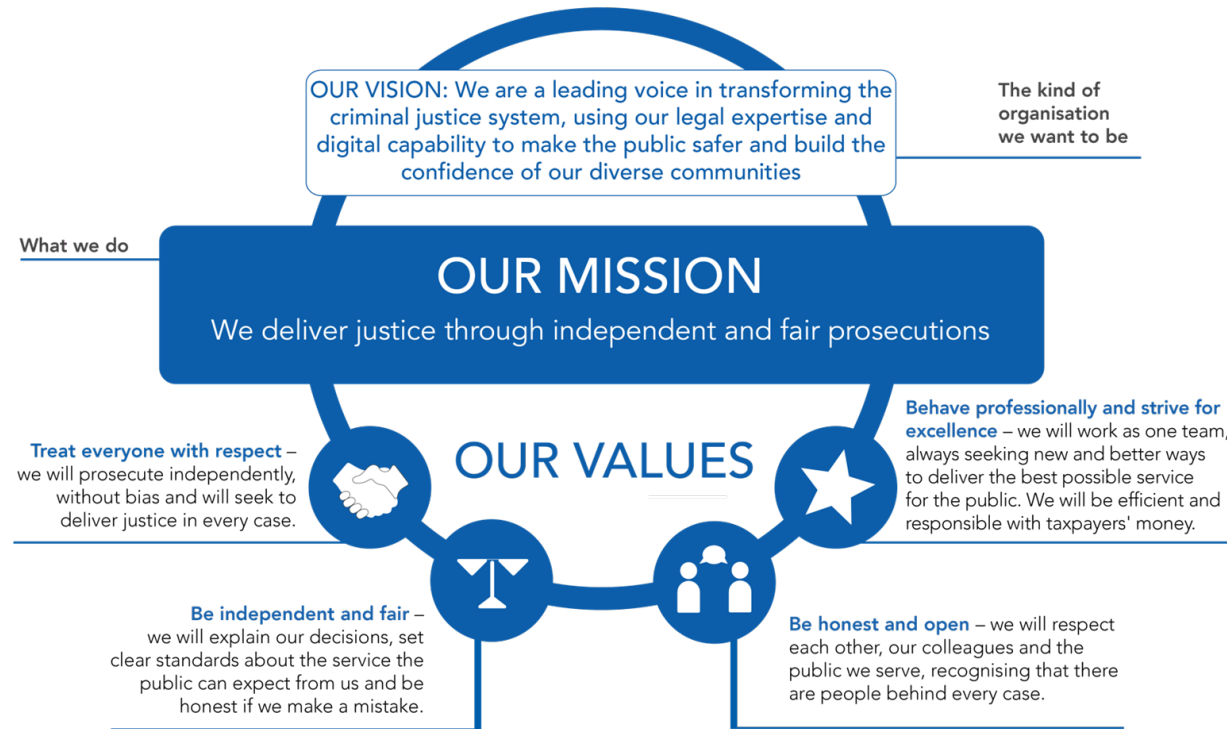 OUR VISION: We are a leading voice in transforming the
criminal justice system, using our legal expertise and
digital capability to make the public safer and build the
confidence of our diverse communities
The kind of
organisation
we want to be
What we do
OUR MISSION
We deliver justice through independent and fair prosecutions
OUR VALUES
Treat everyone with respect –
we will prosecute independently,
without bias and will seek to
deliver justice in every case.
Behave professionally and strive for
excellence – we will work as one team,
always seeking new and better ways
to deliver the best possible service
for the public. We will be efficient and
responsible with taxpayers' money.
Be independent and fair –
we will explain our decisions, set
clear standards about the service the
public can expect from us and be
honest if we make a mistake.
Be honest and open – we will respect
each other, our colleagues and the
public we serve, recognising that there
are people behind every case.